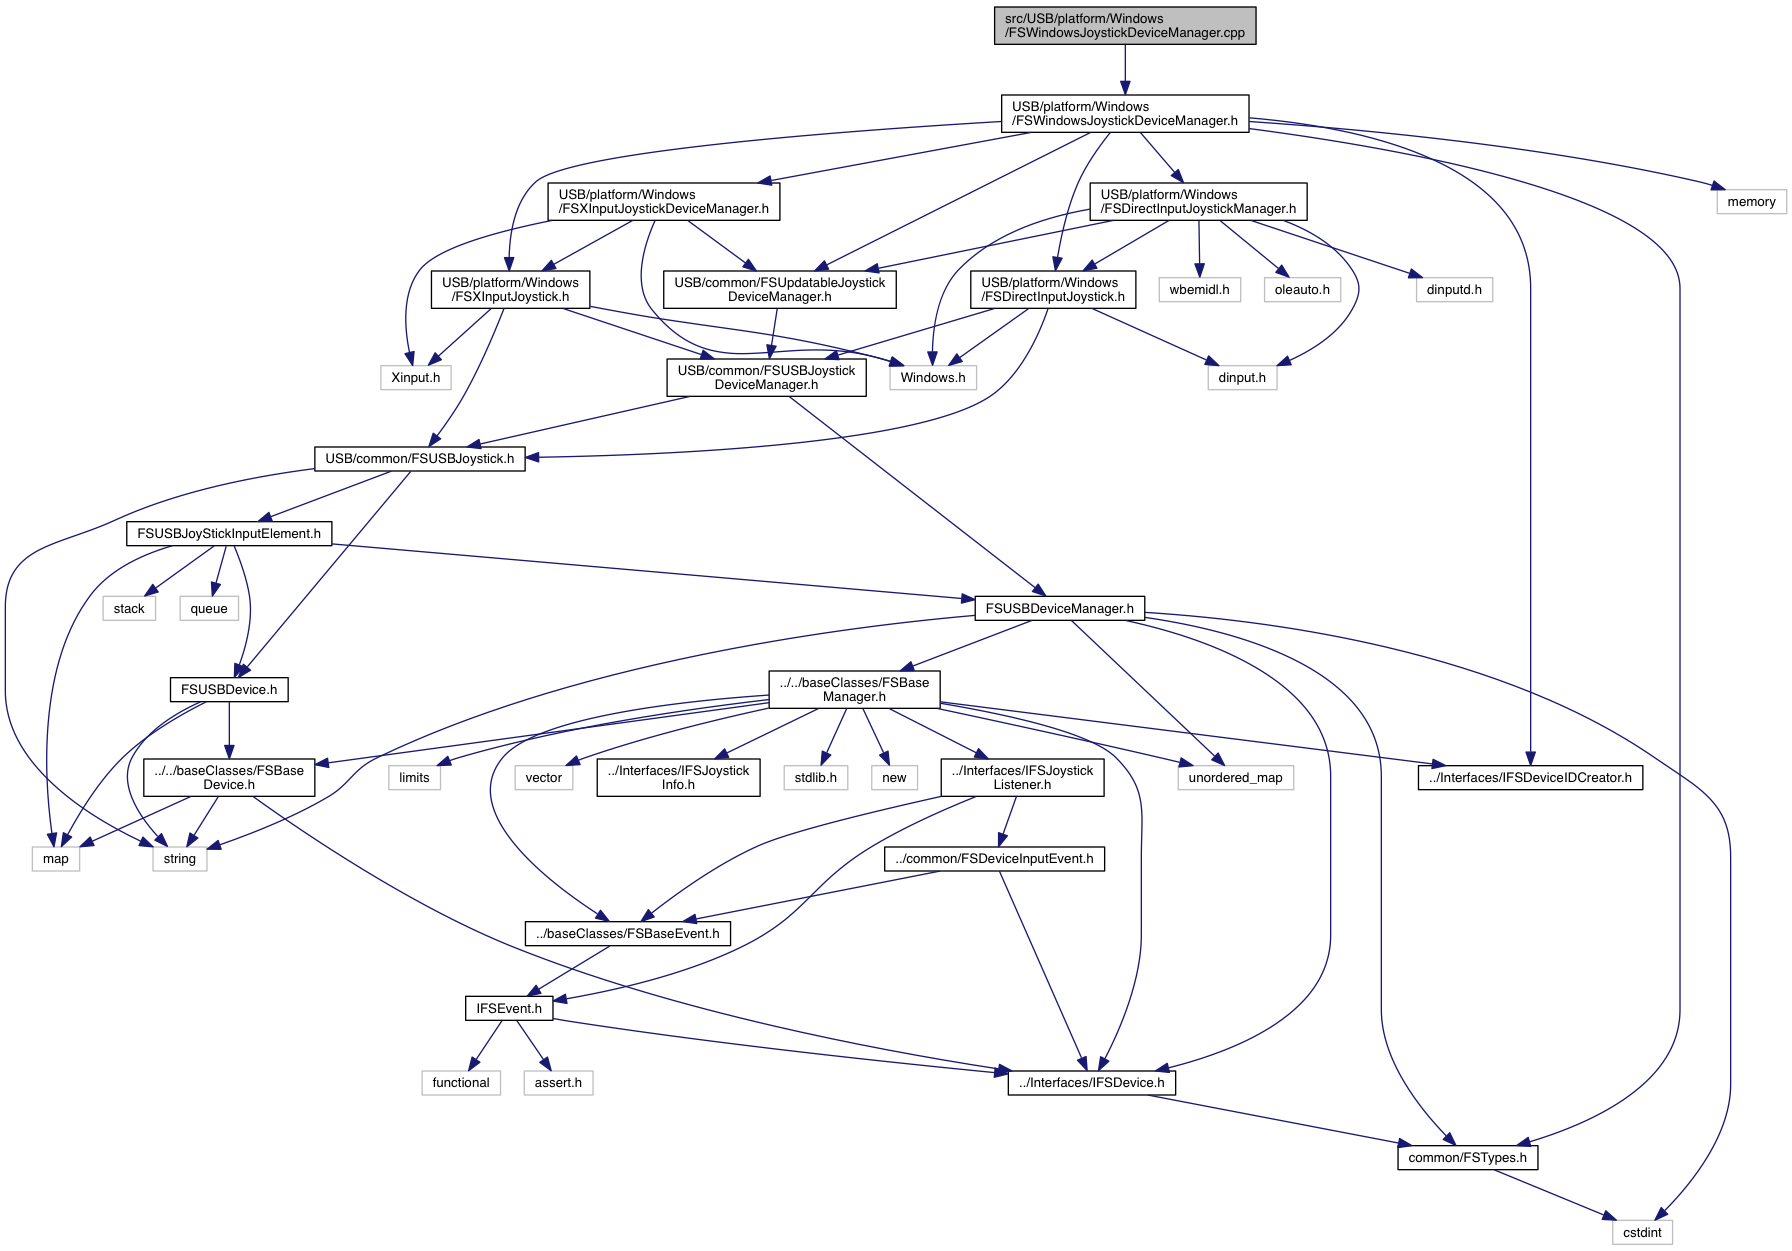 src/USB/platform/Windows
/FSWindowsJoystickDeviceManager.cpp
USB/platform/Windows
/FSWindowsJoystickDeviceManager.h
USB/platform/Windows
/FSXInputJoystickDeviceManager.h
USB/platform/Windows
/FSDirectInputJoystickManager.h
memory
USB/platform/Windows
/FSXInputJoystick.h
USB/common/FSUpdatableJoystick
DeviceManager.h
USB/platform/Windows
/FSDirectInputJoystick.h
wbemidl.h
oleauto.h
dinputd.h
Xinput.h
USB/common/FSUSBJoystick
DeviceManager.h
Windows.h
dinput.h
USB/common/FSUSBJoystick.h
FSUSBJoyStickInputElement.h
stack
queue
FSUSBDeviceManager.h
FSUSBDevice.h
../../baseClasses/FSBase
Manager.h
../../baseClasses/FSBase
Device.h
limits
vector
../Interfaces/IFSJoystick
Info.h
stdlib.h
new
../Interfaces/IFSJoystick
Listener.h
unordered_map
../Interfaces/IFSDeviceIDCreator.h
map
string
../common/FSDeviceInputEvent.h
../baseClasses/FSBaseEvent.h
IFSEvent.h
functional
assert.h
../Interfaces/IFSDevice.h
common/FSTypes.h
cstdint